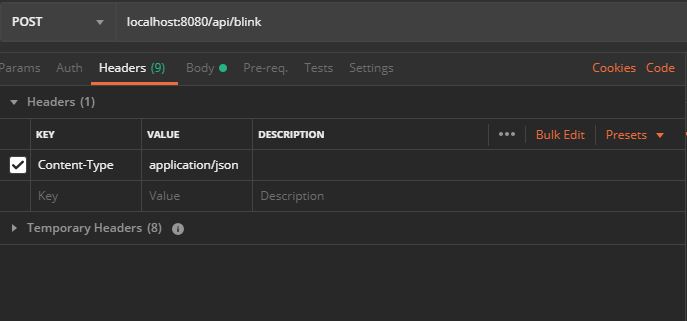 POST localhost:8080/api/blink
Params Auth Headers (9) Body Pre-req. Tests Settings Cookies Code
Headers (1)
KEY VALUE DESCRIPTION ••• Bulk Edit Presets
Content-Type application/json
Key Value Description
Temporary Headers (8) i